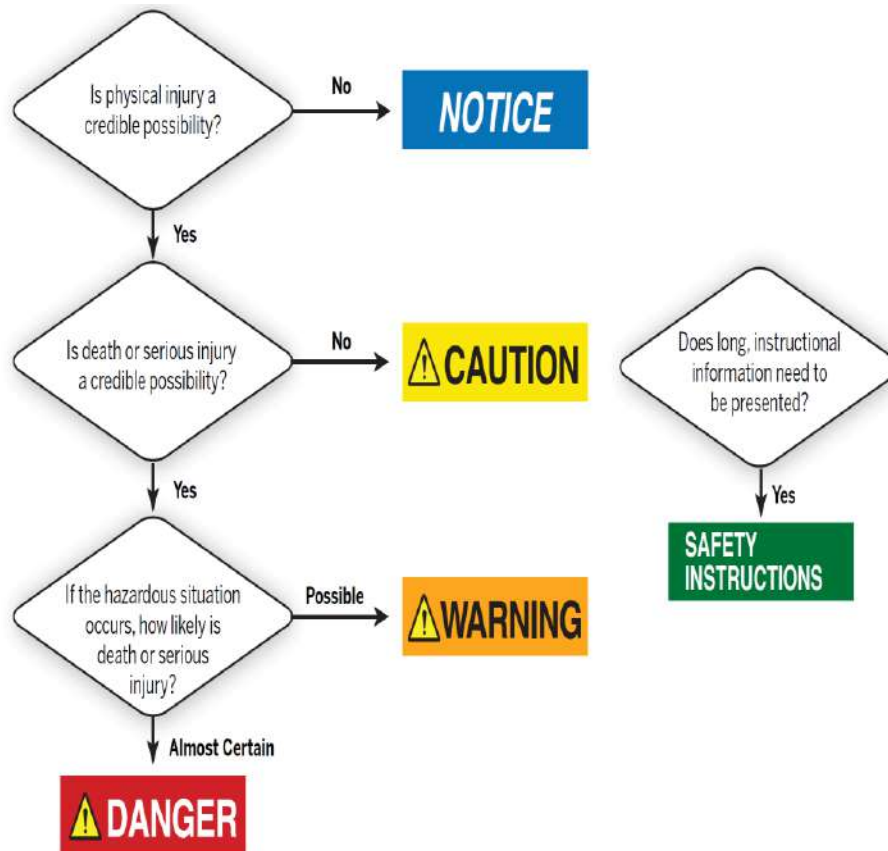 Is physical injury a
credible possibility?
No
NOTICE
Yes
Is death or serious injury
a credible possibility?
No
CAUTION
Does long, instructional
information need to
be presented?
Yes
Yes
SAFETY
INSTRUCTIONS
If the hazardous situation
occurs, how likely is
death or serious
injury?
Possible
WARNING
Almost Certain
DANGER